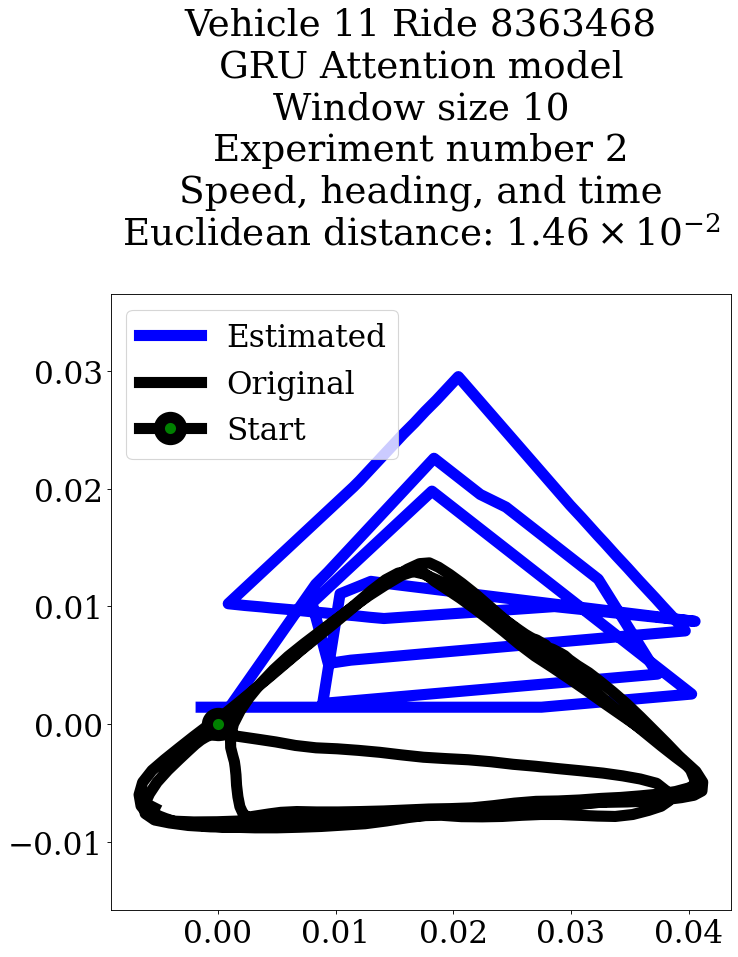 Vehicle 11 Ride 8363468
GRU Attention model
Window size 10
Experiment number 2
Speed, heading, and time
Euclidean distance: 1.46 × 10⁻²
Estimated
Original
Start
0.03
0.02
0.01
0.00
−0.01
0.00 0.01 0.02 0.03 0.04